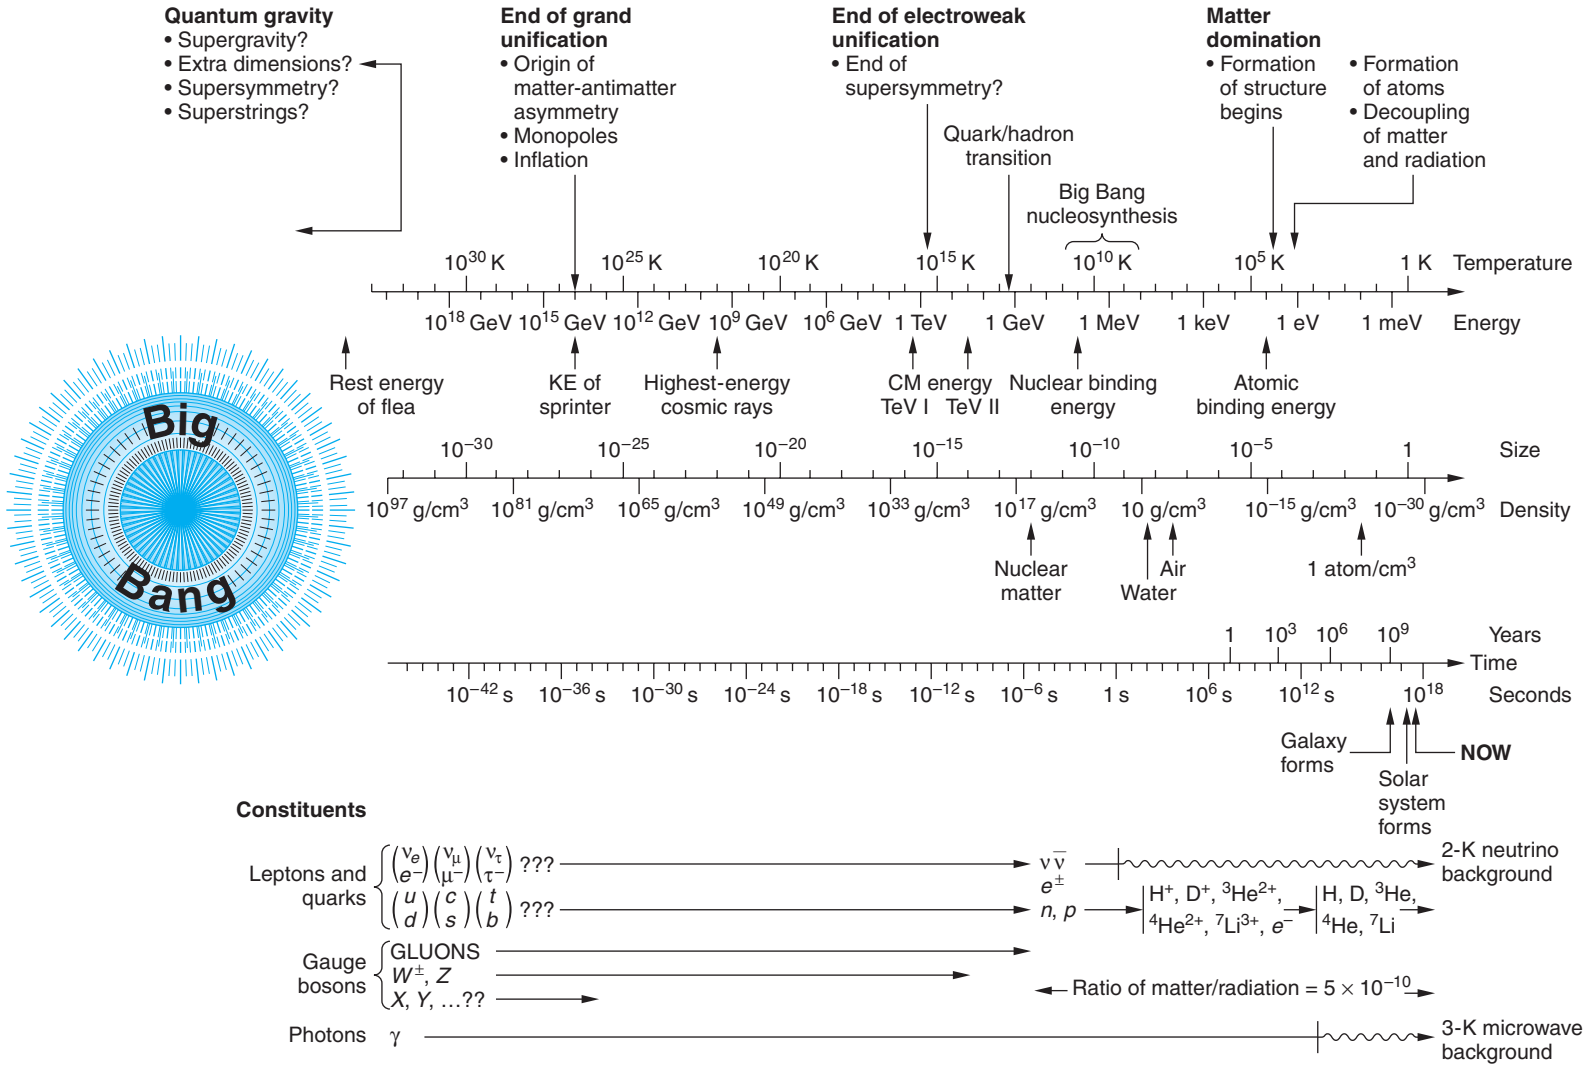 Quantum gravity
• Supergravity?
• Extra dimensions?
• Supersymmetry?
• Superstrings?
End of grand
unification
• Origin of
matter-antimatter
asymmetry
• Monopoles
• Inflation
End of electroweak
unification
• End of
supersymmetry?
Quark/hadron
transition
Big Bang
nucleosynthesis
Matter
domination
• Formation
of structure
begins
• Formation
of atoms
• Decoupling
of matter
and radiation
10³⁰ K 10²⁵ K 10²⁰ K 10¹⁵ K 10¹⁰ K 10⁵ K 1 K Temperature
10¹⁸ GeV 10¹⁵ GeV 10¹² GeV 10⁹ GeV 10⁶ GeV 1 TeV 1 GeV 1 MeV 1 keV 1 eV 1 meV Energy
Rest energy
of flea
KE of
sprinter
Highest-energy
cosmic rays
CM energy
TeV I TeV II
Nuclear binding
energy
Atomic
binding energy
Big
Bang
10⁻³⁰ 10⁻²⁵ 10⁻²⁰ 10⁻¹⁵ 10⁻¹⁰ 10⁻⁵ 1 Size
10⁹⁷ g/cm³ 10⁸¹ g/cm³ 10⁶⁵ g/cm³ 10⁴⁹ g/cm³ 10³³ g/cm³ 10¹⁷ g/cm³ 10 g/cm³ 10⁻¹⁵ g/cm³ 10⁻³⁰ g/cm³ Density
Nuclear
matter
Water
Air
1 atom/cm³
1 10³ 10⁶ 10⁹ Years
Time
10⁻⁴² s 10⁻³⁶ s 10⁻³⁰ s 10⁻²⁴ s 10⁻¹⁸ s 10⁻¹² s 10⁻⁶ s 1 s 10⁶ s 10¹² s 10¹⁸ Seconds
Galaxy
forms
Solar
system
forms
NOW
Constituents
Leptons and
quarks
(νₑ) (ν_μ) (ν_τ) ???
(e⁻) (μ⁻) (τ⁻)
(u) (c) (t) ???
(d) (s) (b)
ν ν̅
e±
n, p
H⁺, D⁺, ³He²⁺,
⁴He²⁺, ⁷Li³⁺, e⁻
H, D, ³He,
⁴He, ⁷Li
2-K neutrino
background
Gauge
bosons
GLUONS
W±, Z
X, Y, …??
Ratio of matter/radiation = 5 × 10⁻¹⁰
Photons γ
3-K microwave
background